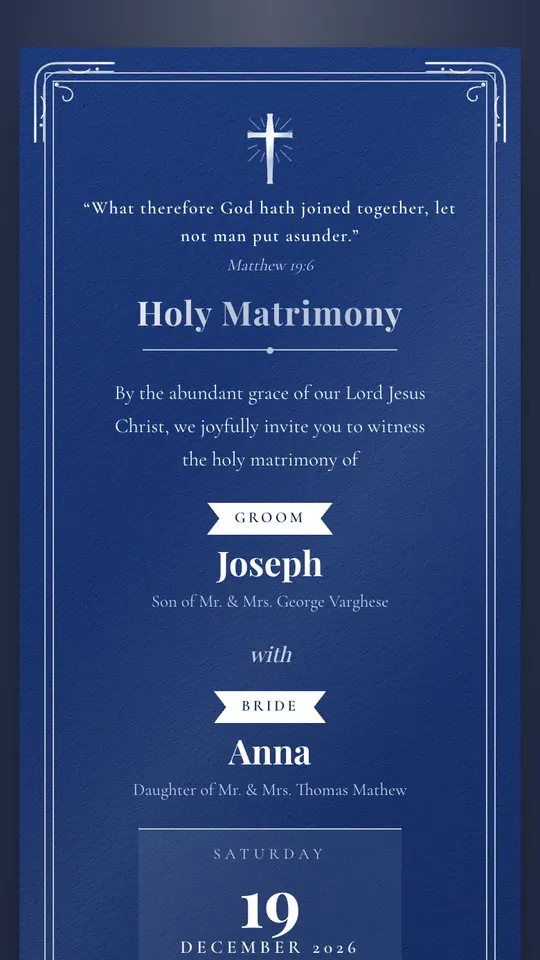 “What therefore God hath joined together, let
not man put asunder.”
Matthew 19:6
Holy Matrimony
By the abundant grace of our Lord Jesus
Christ, we joyfully invite you to witness
the holy matrimony of
GROOM
Joseph
Son of Mr. & Mrs. George Varghese
with
BRIDE
Anna
Daughter of Mr. & Mrs. Thomas Mathew
SATURDAY
19
DECEMBER 2026